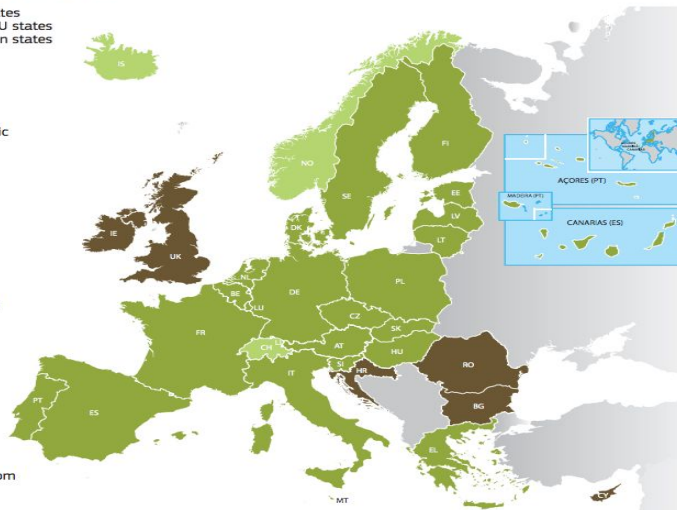 tes
U states
n states
IS
ic
NO
SE
FI
EE
LV
LT
DK
IE
UK
NL
BE
LU
DE
PL
CZ
SK
FR
CH
AT
HU
SI
HR
RO
IT
BG
PT
ES
EL
MT
CY
om
AÇORES (PT)
MADEIRA (PT)
CANARIAS (ES)